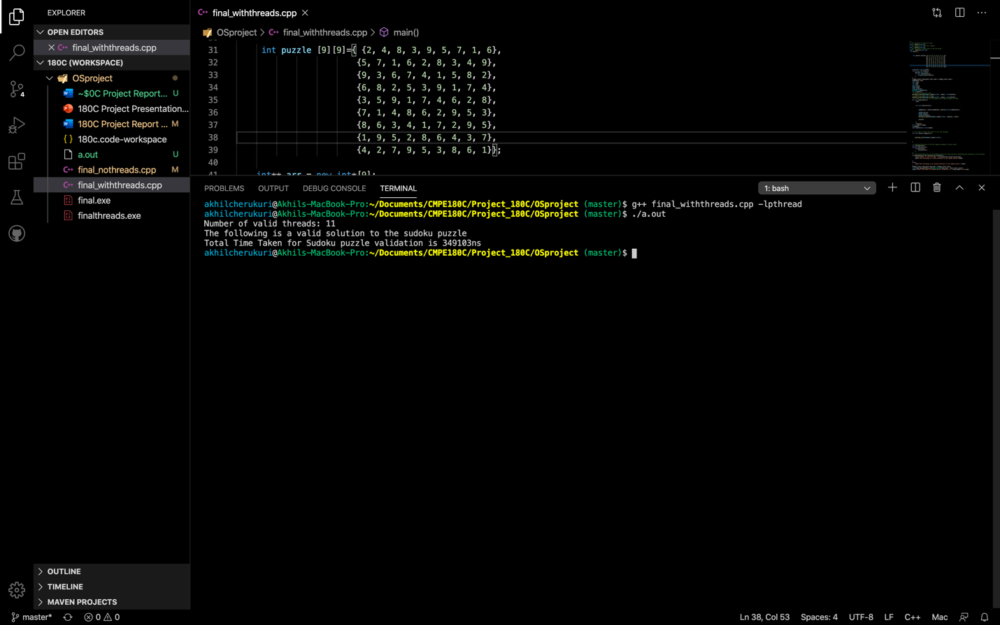 EXPLORER
OPEN EDITORS
final_withthreads.cpp
180C (WORKSPACE)
OSproject
~$0C Project Report... U
180C Project Presentation...
180C Project Report ... M
180c.code-workspace
a.out U
final_nothreads.cpp M
final_withthreads.cpp
final.exe
finalthreads.exe
OUTLINE
TIMELINE
MAVEN PROJECTS
4
final_withthreads.cpp
OSproject > final_withthreads.cpp > main()
31 int puzzle [9][9]={ {2, 4, 8, 3, 9, 5, 7, 1, 6},
32 {5, 7, 1, 6, 2, 8, 3, 4, 9},
33 {9, 3, 6, 7, 4, 1, 5, 8, 2},
34 {6, 8, 2, 5, 3, 9, 1, 7, 4},
35 {3, 5, 9, 1, 7, 4, 6, 2, 8},
36 {7, 1, 4, 8, 6, 2, 9, 5, 3},
37 {8, 6, 3, 4, 1, 7, 2, 9, 5},
38 {1, 9, 5, 2, 8, 6, 4, 3, 7},
39 {4, 2, 7, 9, 5, 3, 8, 6, 1}};
40
41 int** arr = new int*[9];
PROBLEMS OUTPUT DEBUG CONSOLE TERMINAL 1: bash
akhilcherukuri@Akhils-MacBook-Pro:~/Documents/CMPE180C/Project_180C/OSproject (master)$ g++ final_withthreads.cpp -lpthread
akhilcherukuri@Akhils-MacBook-Pro:~/Documents/CMPE180C/Project_180C/OSproject (master)$ ./a.out
Number of valid threads: 11
The following is a valid solution to the sudoku puzzle
Total Time Taken for Sudoku puzzle validation is 349103ns
akhilcherukuri@Akhils-MacBook-Pro:~/Documents/CMPE180C/Project_180C/OSproject (master)$
master* 0 0 Ln 38, Col 53 Spaces: 4 UTF-8 LF C++ Mac